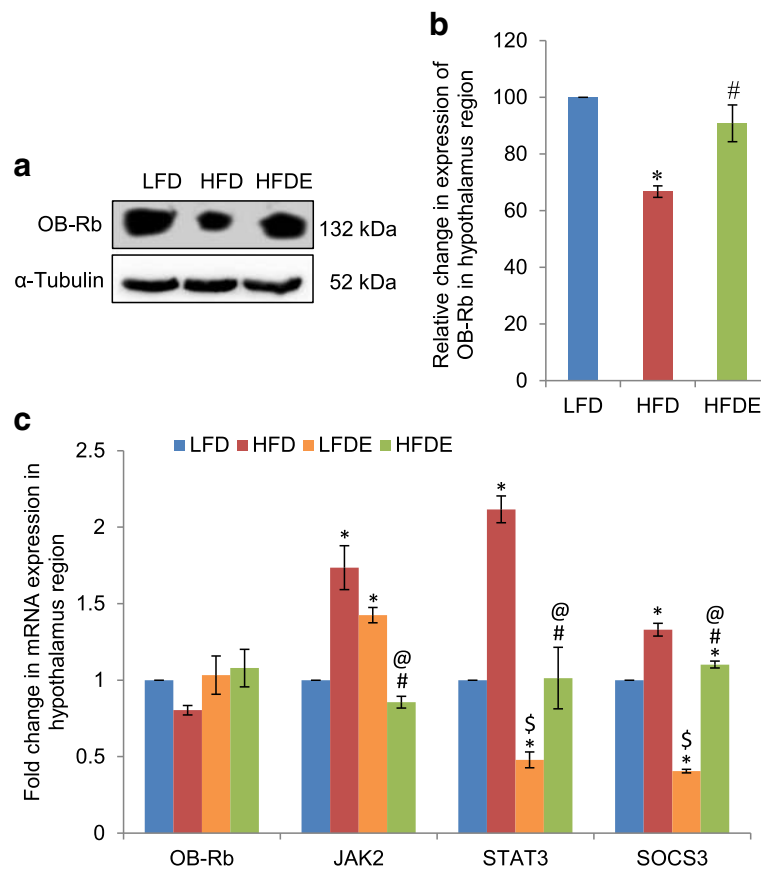 a
LFD HFD HFDE
OB-Rb 132 kDa
α-Tubulin 52 kDa
b
Relative change in expression of
OB-Rb in hypothalamus region
120
100
80
60
40
20
0
*
#
LFD HFD HFDE
c
LFD HFD LFDE HFDE
Fold change in mRNA expression in
hypothalamus region
2.5
2
1.5
1
0.5
0
* * @
#
* $
* @
#
* $
* @
#
*
OB-Rb JAK2 STAT3 SOCS3